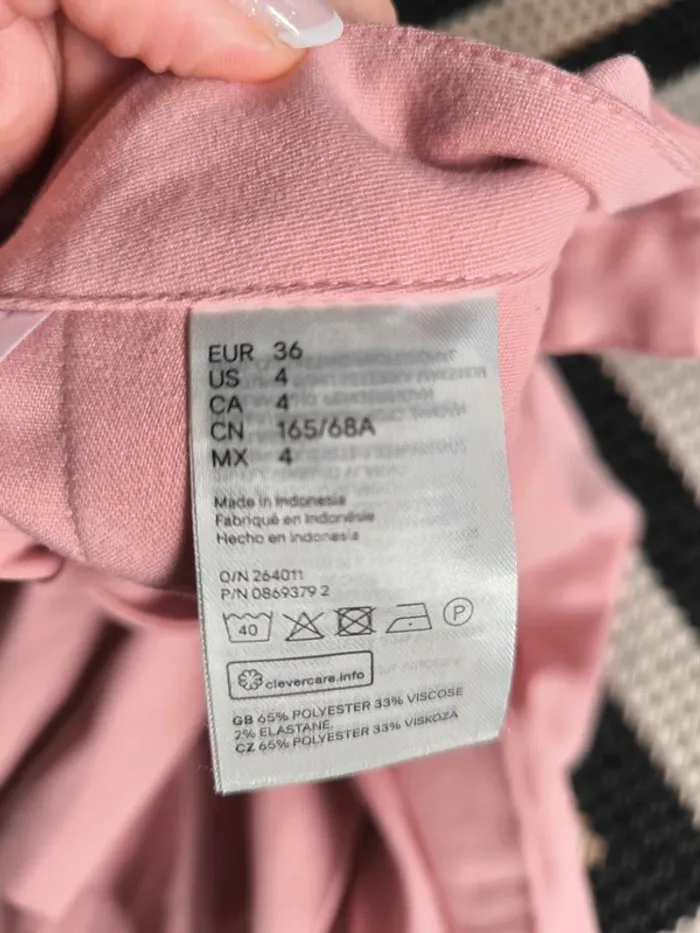 EUR 36
US 4
CA 4
CN 165/68A
MX 4
Made in Indonesia
Fabriqué en Indonésie
Hecho en Indonesia
O/N 264011
P/N 0869379 2
40 P
clevercare.info
GB 65% POLYESTER 33% VISCOSE
2% ELASTANE.
CZ 65% POLYESTER 33% VISKÓZA